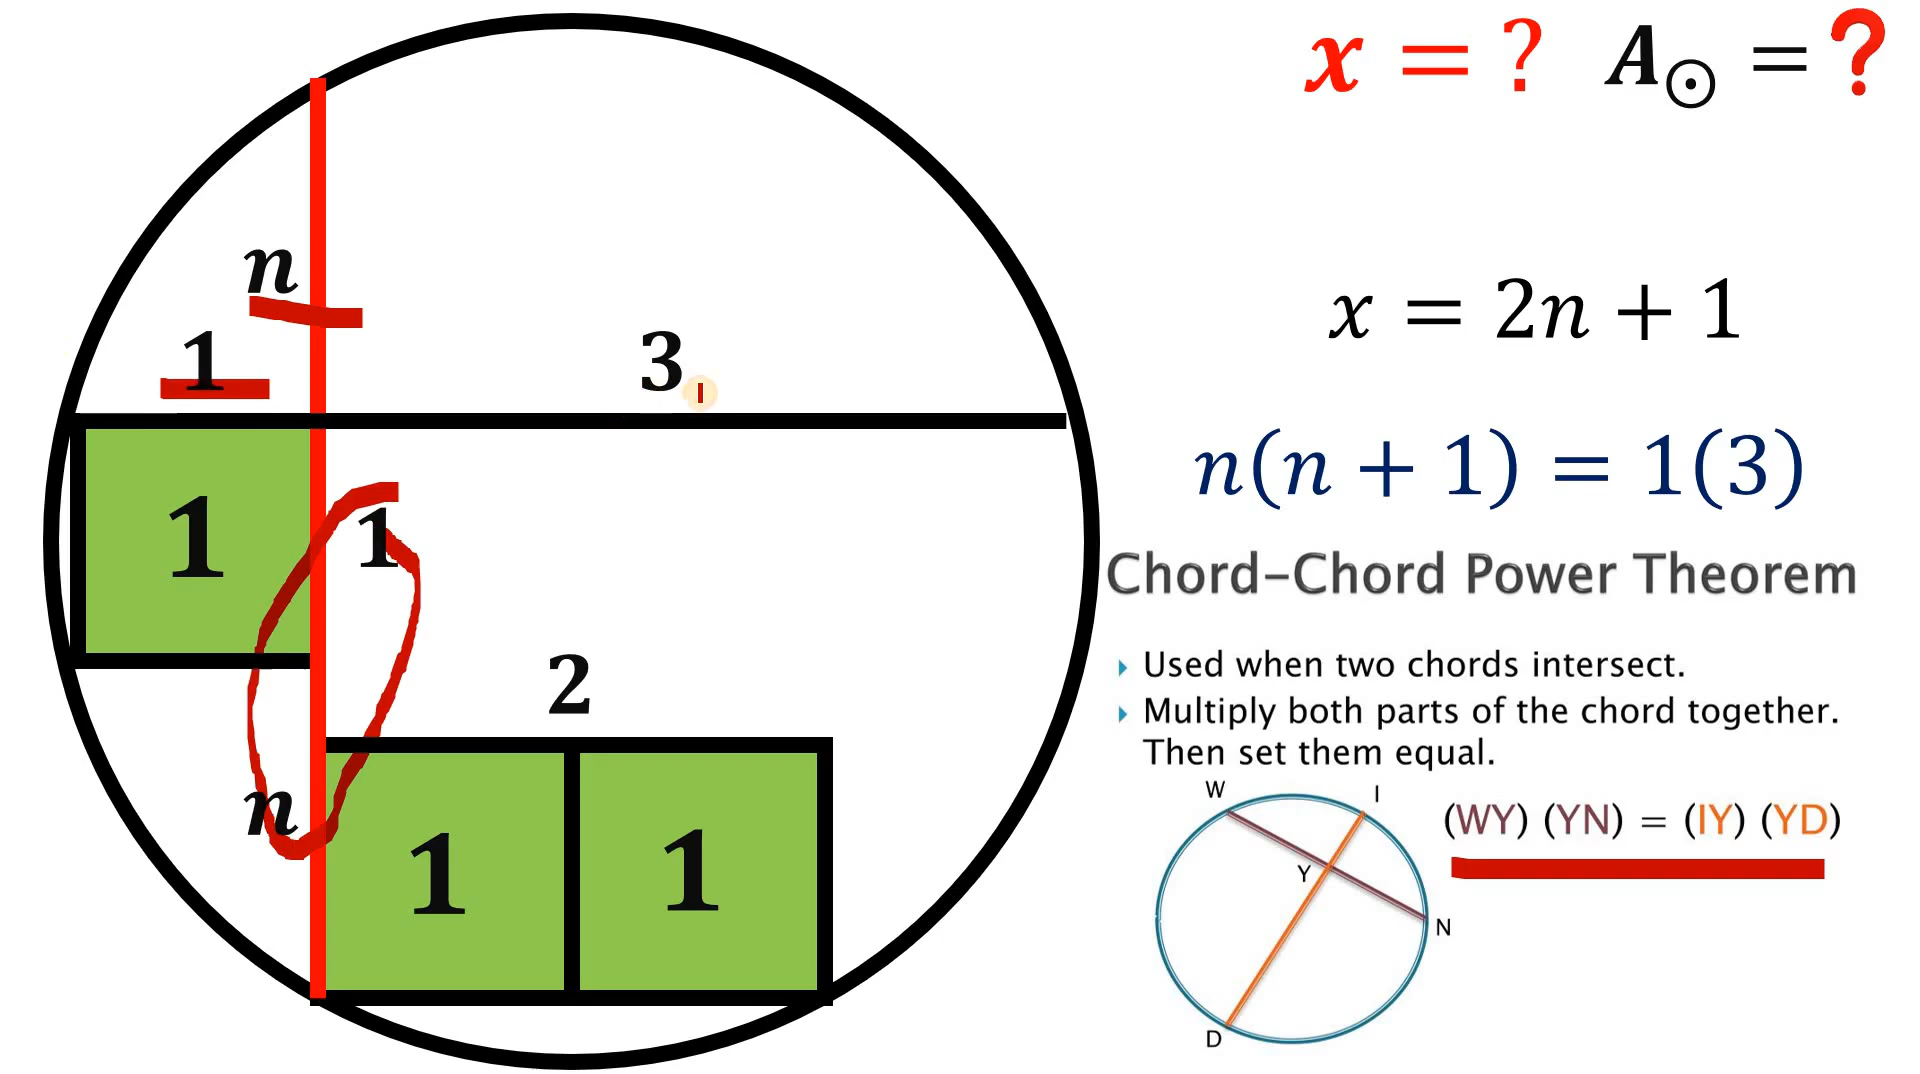 x = ? A⊙ = ?
n
1
3
x = 2n + 1
n(n + 1) = 1(3)
1
1
2
n
1
1
Chord–Chord Power Theorem
Used when two chords intersect.
Multiply both parts of the chord together.
Then set them equal.
W
I
Y
N
D
(WY) (YN) = (IY) (YD)